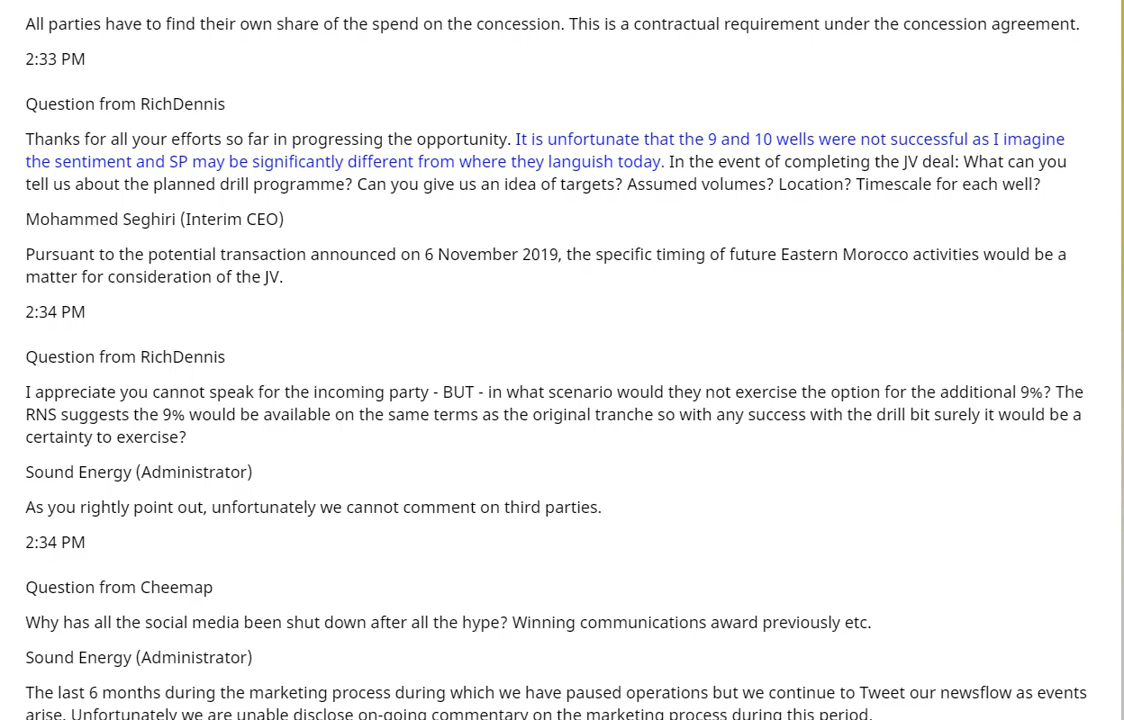 All parties have to find their own share of the spend on the concession. This is a contractual requirement under the concession agreement.
2:33 PM
Question from RichDennis
Thanks for all your efforts so far in progressing the opportunity. It is unfortunate that the 9 and 10 wells were not successful as I imagine
the sentiment and SP may be significantly different from where they languish today. In the event of completing the JV deal: What can you
tell us about the planned drill programme? Can you give us an idea of targets? Assumed volumes? Location? Timescale for each well?
Mohammed Seghiri (Interim CEO)
Pursuant to the potential transaction announced on 6 November 2019, the specific timing of future Eastern Morocco activities would be a
matter for consideration of the JV.
2:34 PM
Question from RichDennis
I appreciate you cannot speak for the incoming party - BUT - in what scenario would they not exercise the option for the additional 9%? The
RNS suggests the 9% would be available on the same terms as the original tranche so with any success with the drill bit surely it would be a
certainty to exercise?
Sound Energy (Administrator)
As you rightly point out, unfortunately we cannot comment on third parties.
2:34 PM
Question from Cheemap
Why has all the social media been shut down after all the hype? Winning communications award previously etc.
Sound Energy (Administrator)
The last 6 months during the marketing process during which we have paused operations but we continue to Tweet our newsflow as events
arise. Unfortunately we are unable disclose on-going commentary on the marketing process during this period.